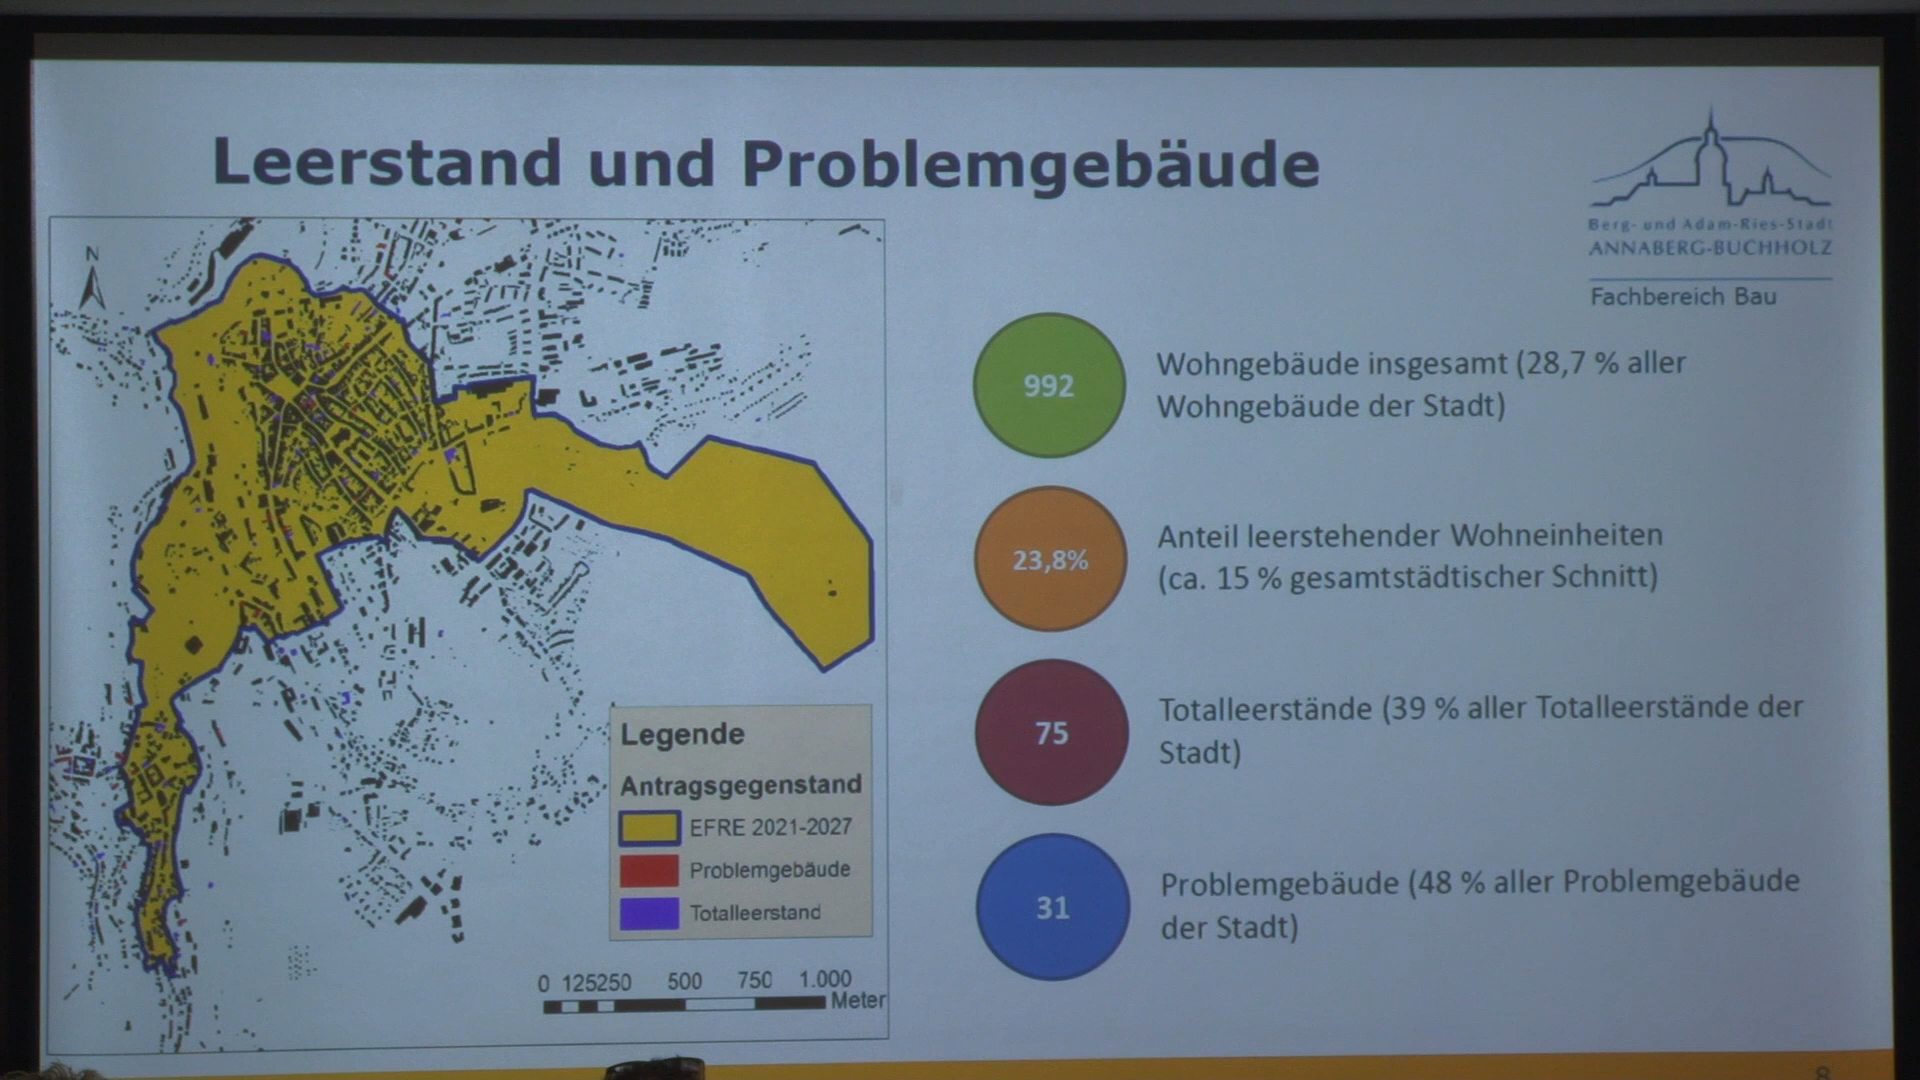 Leerstand und Problemgebäude
Berg- und Adam-Ries-Stadt
ANNABERG-BUCHHOLZ
Fachbereich Bau
N
992
Wohngebäude insgesamt (28,7 % aller
Wohngebäude der Stadt)
23,8%
Anteil leerstehender Wohneinheiten
(ca. 15 % gesamtstädtischer Schnitt)
75
Totalleerstände (39 % aller Totalleerstände der
Stadt)
31
Problemgebäude (48 % aller Problemgebäude
der Stadt)
Legende
Antragsgegenstand
EFRE 2021-2027
Problemgebäude
Totalleerstand
0 125250 500 750 1.000
Meter
8